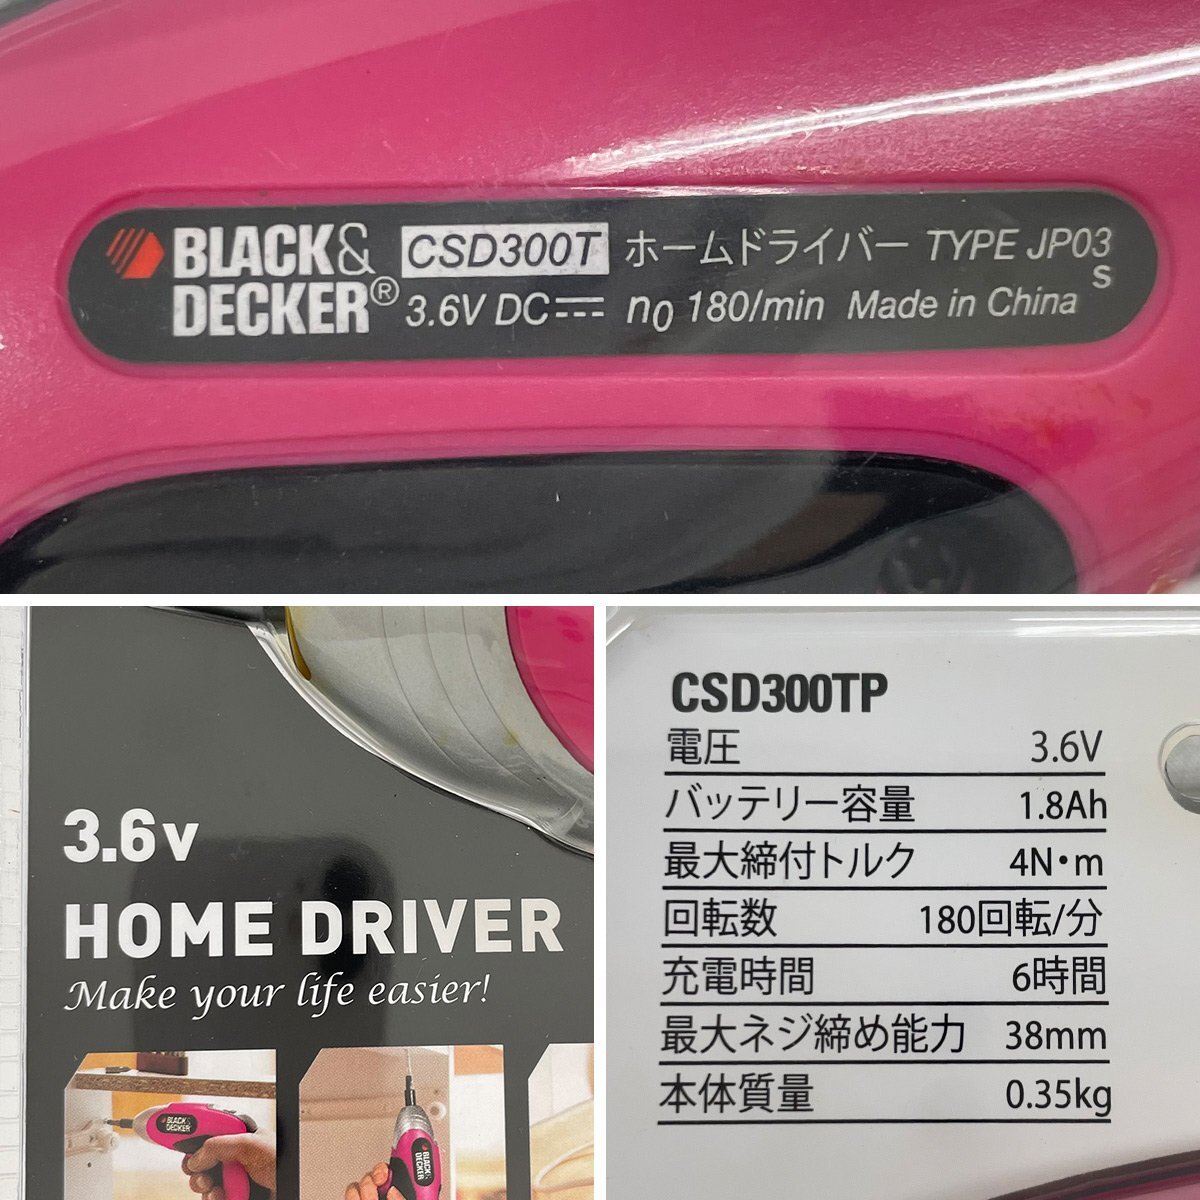 BLACK& DECKER® CSD300T ホームドライバー TYPE JP03
S
3.6V DC n0 180/min Made in China
3.6v
HOME DRIVER
Make your life easier!
BLACK&
DECKER
BLACK&
DECKER
CSD300TP
電圧 3.6V
バッテリー容量 1.8Ah
最大締付トルク 4N・m
回転数 180回転/分
充電時間 6時間
最大ネジ締め能力 38mm
本体質量 0.35kg